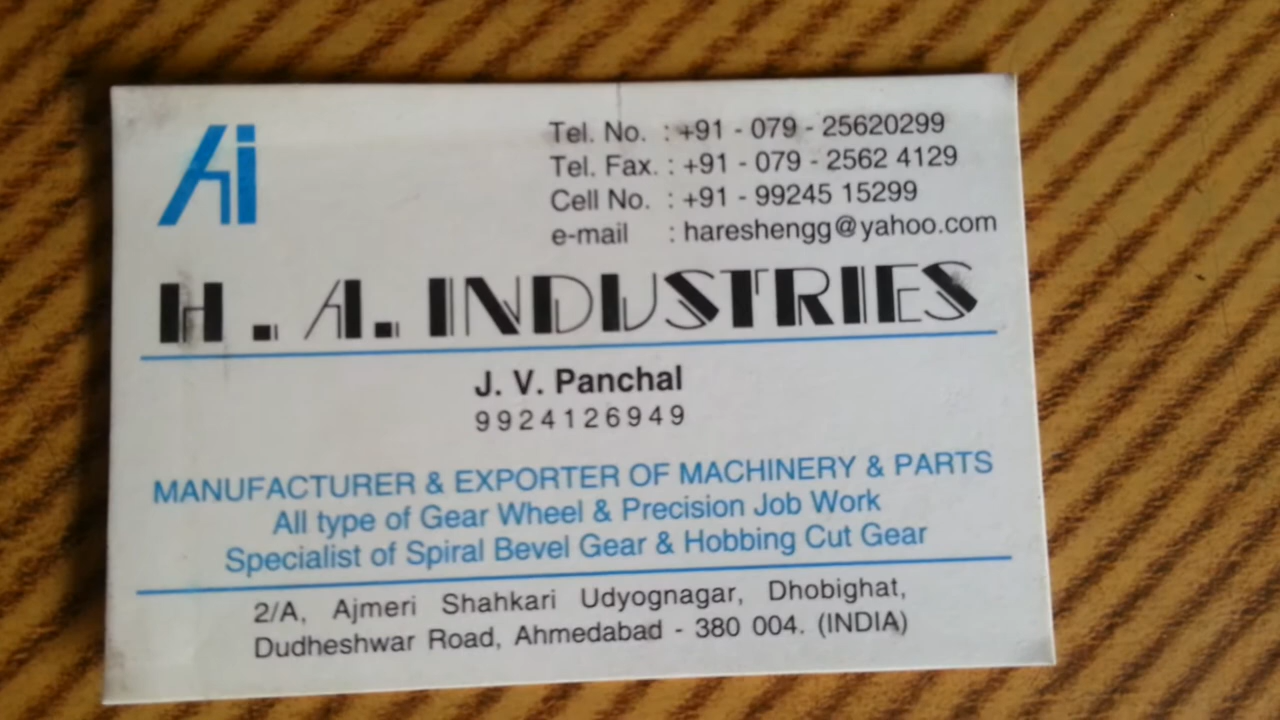 Ai
Tel. No. : +91 - 079 - 25620299
Tel. Fax. : +91 - 079 - 2562 4129
Cell No. : +91 - 99245 15299
e-mail : hareshengg@yahoo.com
H. A. INDUSTRIES
J. V. Panchal
9924126949
MANUFACTURER & EXPORTER OF MACHINERY & PARTS
All type of Gear Wheel & Precision Job Work
Specialist of Spiral Bevel Gear & Hobbing Cut Gear
2/A, Ajmeri Shahkari Udyognagar, Dhobighat,
Dudheshwar Road, Ahmedabad - 380 004. (INDIA)